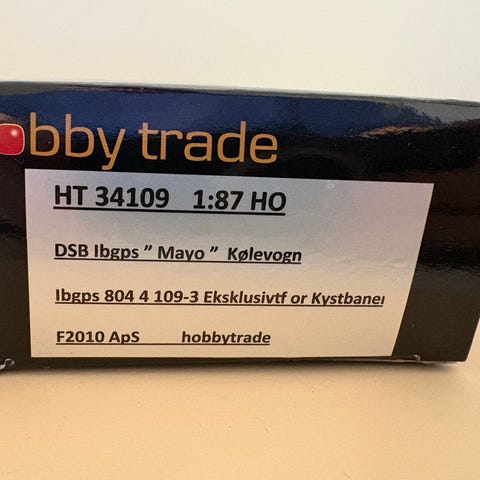 obby trade
HT 34109 1:87 HO
DSB Ibgps ” Mayo ” Kølevogn
Ibgps 804 4 109-3 Eksklusivtf or Kystbanen
F2010 ApS hobbytrade